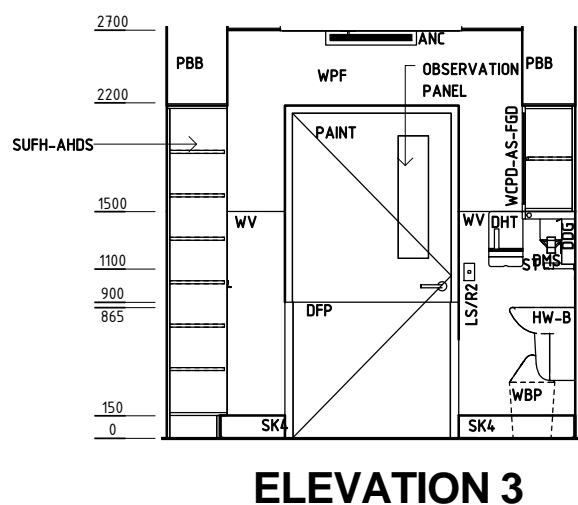 2700
ANC
PBB
WPF
OBSERVATION
PANEL
PBB
2200
PAINT
SUFH-AHDS
WCPD-AS-FGD
1500
WV
WV
DHT
DDG
DMS
1100
LS/R2
900
865
DFP
HW-B
WBP
150
SK4
SK4
0
ELEVATION 3